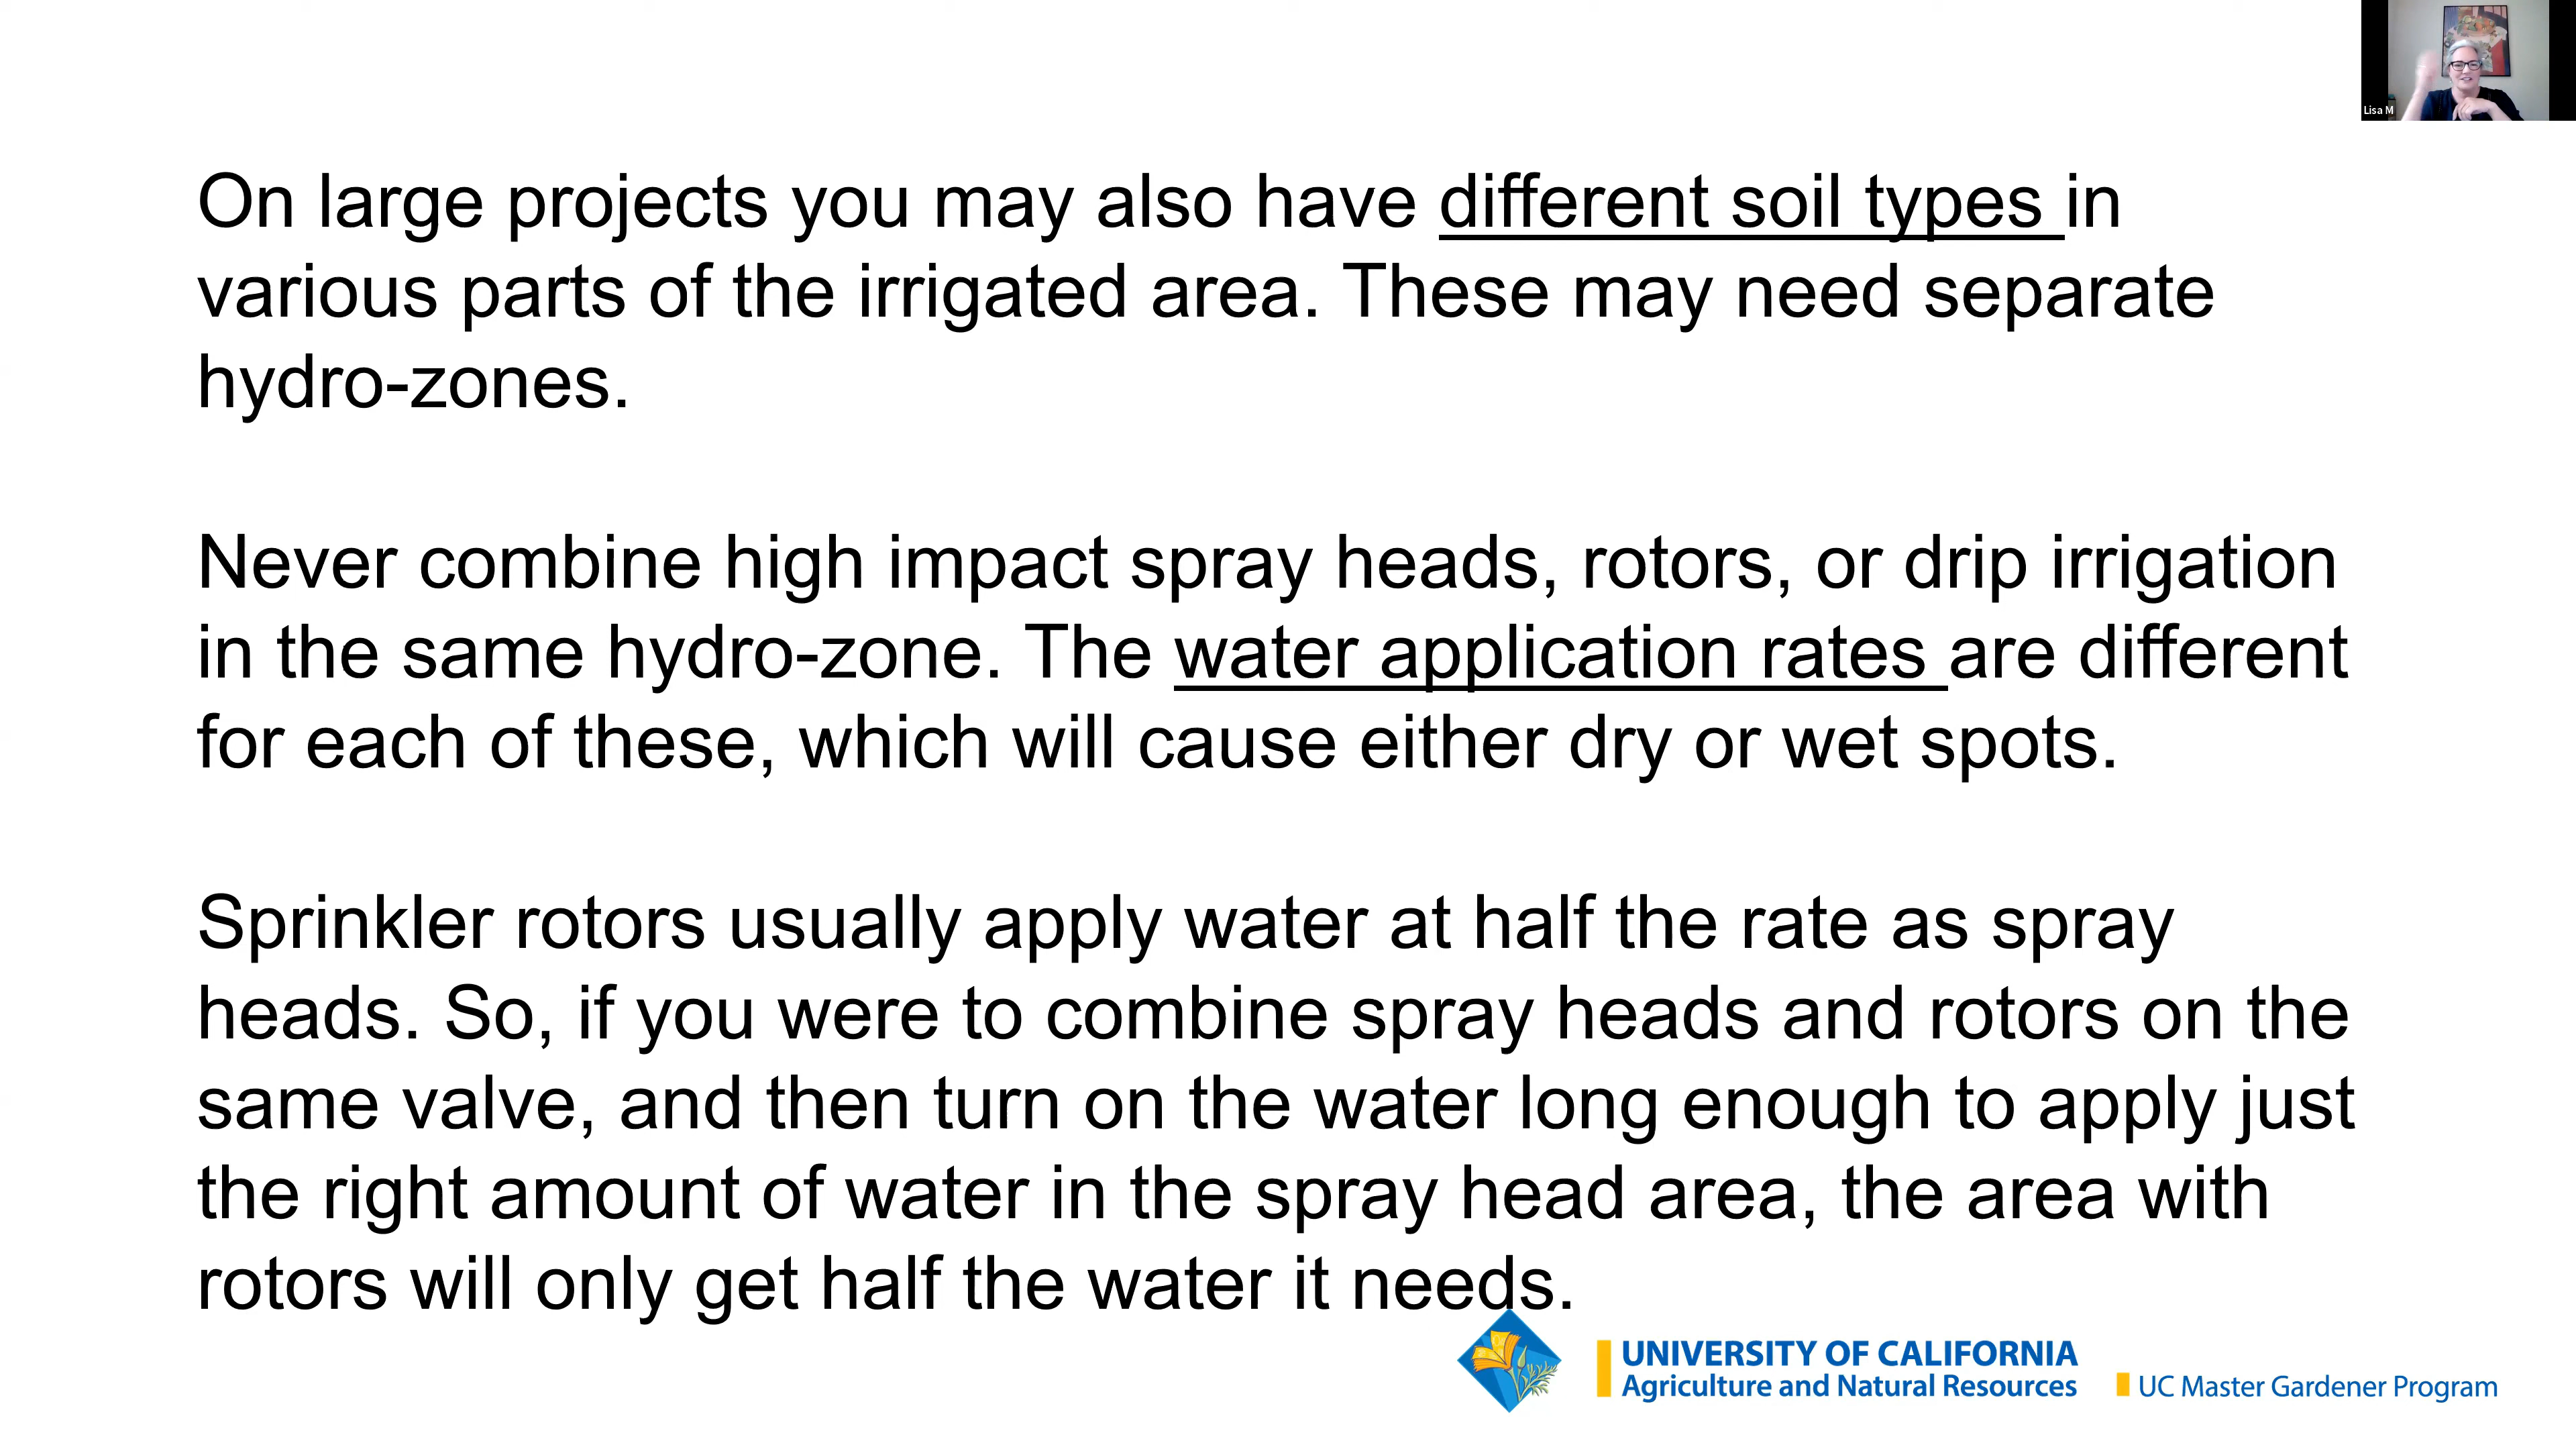 Lisa M
On large projects you may also have different soil types in
various parts of the irrigated area. These may need separate
hydro-zones.
Never combine high impact spray heads, rotors, or drip irrigation
in the same hydro-zone. The water application rates are different
for each of these, which will cause either dry or wet spots.
Sprinkler rotors usually apply water at half the rate as spray
heads. So, if you were to combine spray heads and rotors on the
same valve, and then turn on the water long enough to apply just
the right amount of water in the spray head area, the area with
rotors will only get half the water it needs.
UNIVERSITY OF CALIFORNIA
Agriculture and Natural Resources
UC Master Gardener Program